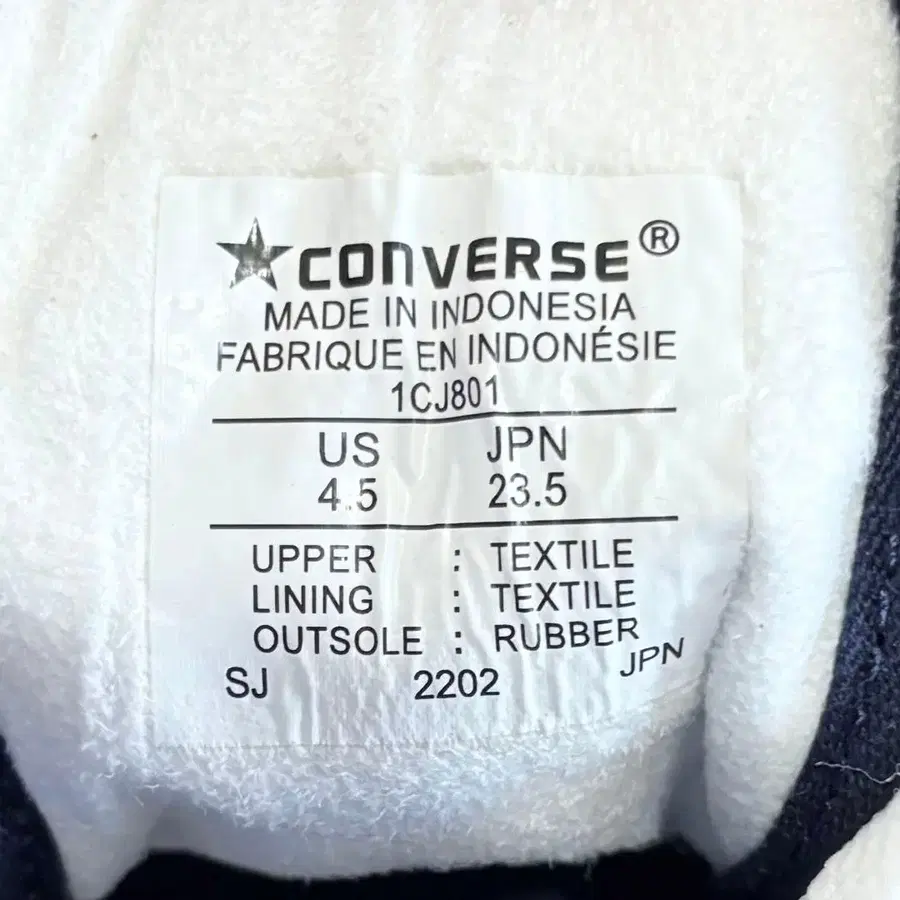 CONVERSE®
MADE IN INDONESIA
FABRIQUE EN INDONÉSIE
1CJ801
US JPN
4.5 23.5
UPPER : TEXTILE
LINING : TEXTILE
OUTSOLE : RUBBER
SJ 2202 JPN